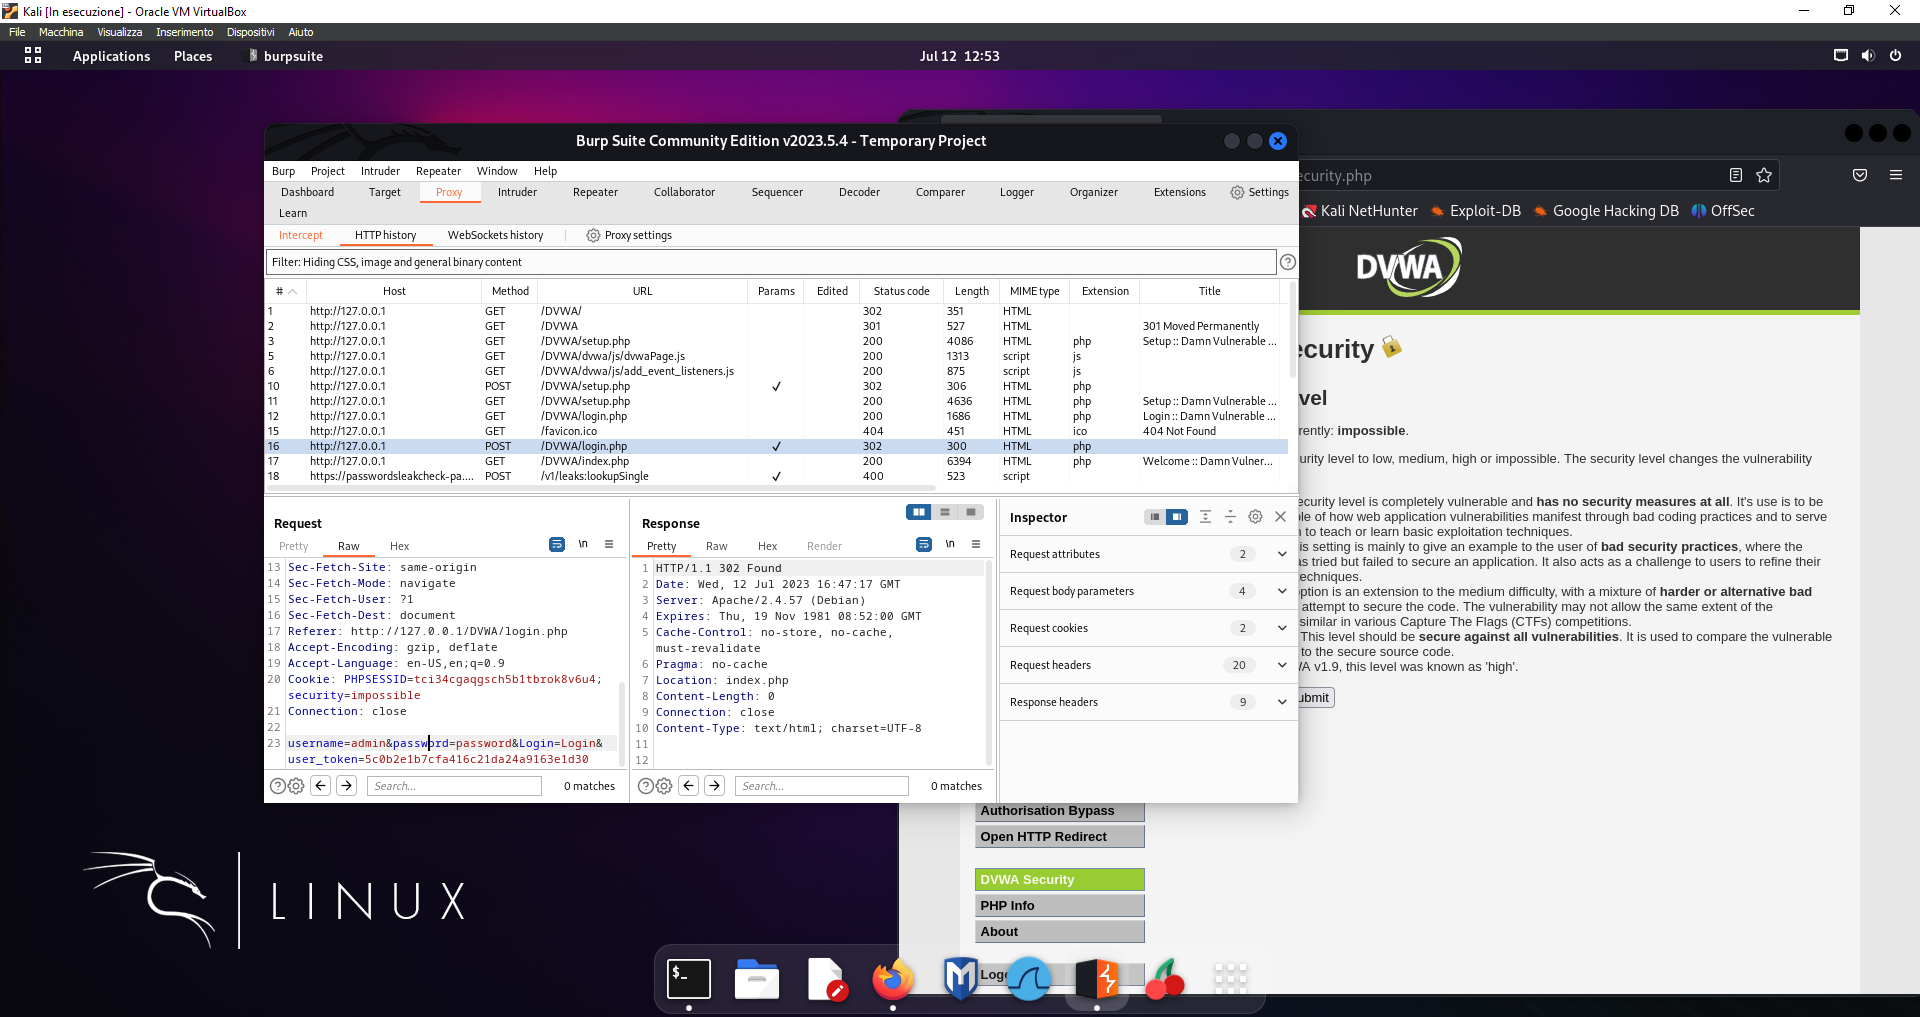 Kali [In esecuzione] - Oracle VM VirtualBox
File Macchina Visualizza Inserimento Dispositivi Aiuto
Applications Places burpsuite Jul 12 12:53
Burp Suite Community Edition v2023.5.4 - Temporary Project
Burp Project Intruder Repeater Window Help
Dashboard Target Proxy Intruder Repeater Collaborator Sequencer Decoder Comparer Logger Organizer Extensions Settings
Learn
Intercept HTTP history WebSockets history Proxy settings
Filter: Hiding CSS, image and general binary content
# Host Method URL Params Edited Status code Length MIME type Extension Title
1 http://127.0.0.1 GET /DVWA/ 302 351 HTML
2 http://127.0.0.1 GET /DVWA 301 527 HTML 301 Moved Permanently
3 http://127.0.0.1 GET /DVWA/setup.php 200 4086 HTML php Setup :: Damn Vulnerable ...
5 http://127.0.0.1 GET /DVWA/dvwa/js/dvwaPage.js 200 1313 script js
6 http://127.0.0.1 GET /DVWA/dvwa/js/add_event_listeners.js 200 875 script js
10 http://127.0.0.1 POST /DVWA/setup.php ✓ 302 306 HTML php
11 http://127.0.0.1 GET /DVWA/setup.php 200 4636 HTML php Setup :: Damn Vulnerable ...
12 http://127.0.0.1 GET /DVWA/login.php 200 1686 HTML php Login :: Damn Vulnerable ...
15 http://127.0.0.1 GET /favicon.ico 404 451 HTML ico 404 Not Found
16 http://127.0.0.1 POST /DVWA/login.php ✓ 302 300 HTML php
17 http://127.0.0.1 GET /DVWA/index.php 200 6394 HTML php Welcome :: Damn Vulner...
18 https://passwordsleakcheck-pa.... POST /v1/leaks:lookupSingle ✓ 400 523 script
Request
Pretty Raw Hex \n
13 Sec-Fetch-Site: same-origin
14 Sec-Fetch-Mode: navigate
15 Sec-Fetch-User: ?1
16 Sec-Fetch-Dest: document
17 Referer: http://127.0.0.1/DVWA/login.php
18 Accept-Encoding: gzip, deflate
19 Accept-Language: en-US,en;q=0.9
20 Cookie: PHPSESSID=tci34cgaqgsch5b1tbrok8v6u4;
security=impossible
21 Connection: close
22
23 username=admin&password=password&Login=Login&
user_token=5c0b2e1b7cfa416c21da24a9163e1d30
Search... 0 matches
Response
Pretty Raw Hex Render \n
1 HTTP/1.1 302 Found
2 Date: Wed, 12 Jul 2023 16:47:17 GMT
3 Server: Apache/2.4.57 (Debian)
4 Expires: Thu, 19 Nov 1981 08:52:00 GMT
5 Cache-Control: no-store, no-cache,
must-revalidate
6 Pragma: no-cache
7 Location: index.php
8 Content-Length: 0
9 Connection: close
10 Content-Type: text/html; charset=UTF-8
11
12
Search... 0 matches
Inspector
Request attributes 2
Request body parameters 4
Request cookies 2
Request headers 20
Response headers 9
ecurity.php
Kali NetHunter Exploit-DB Google Hacking DB OffSec
DVWA
ecurity
vel
rently: impossible.
urity level to low, medium, high or impossible. The security level changes the vulnerability
ecurity level is completely vulnerable and has no security measures at all. It's use is to be
le of how web application vulnerabilities manifest through bad coding practices and to serve
n to teach or learn basic exploitation techniques.
is setting is mainly to give an example to the user of bad security practices, where the
as tried but failed to secure an application. It also acts as a challenge to users to refine their
echniques.
ption is an extension to the medium difficulty, with a mixture of harder or alternative bad
attempt to secure the code. The vulnerability may not allow the same extent of the
similar in various Capture The Flags (CTFs) competitions.
This level should be secure against all vulnerabilities. It is used to compare the vulnerable
to the secure source code.
VA v1.9, this level was known as 'high'.
ubmit
Authorisation Bypass
Open HTTP Redirect
DVWA Security
PHP Info
About
Logo
LINUX
$_